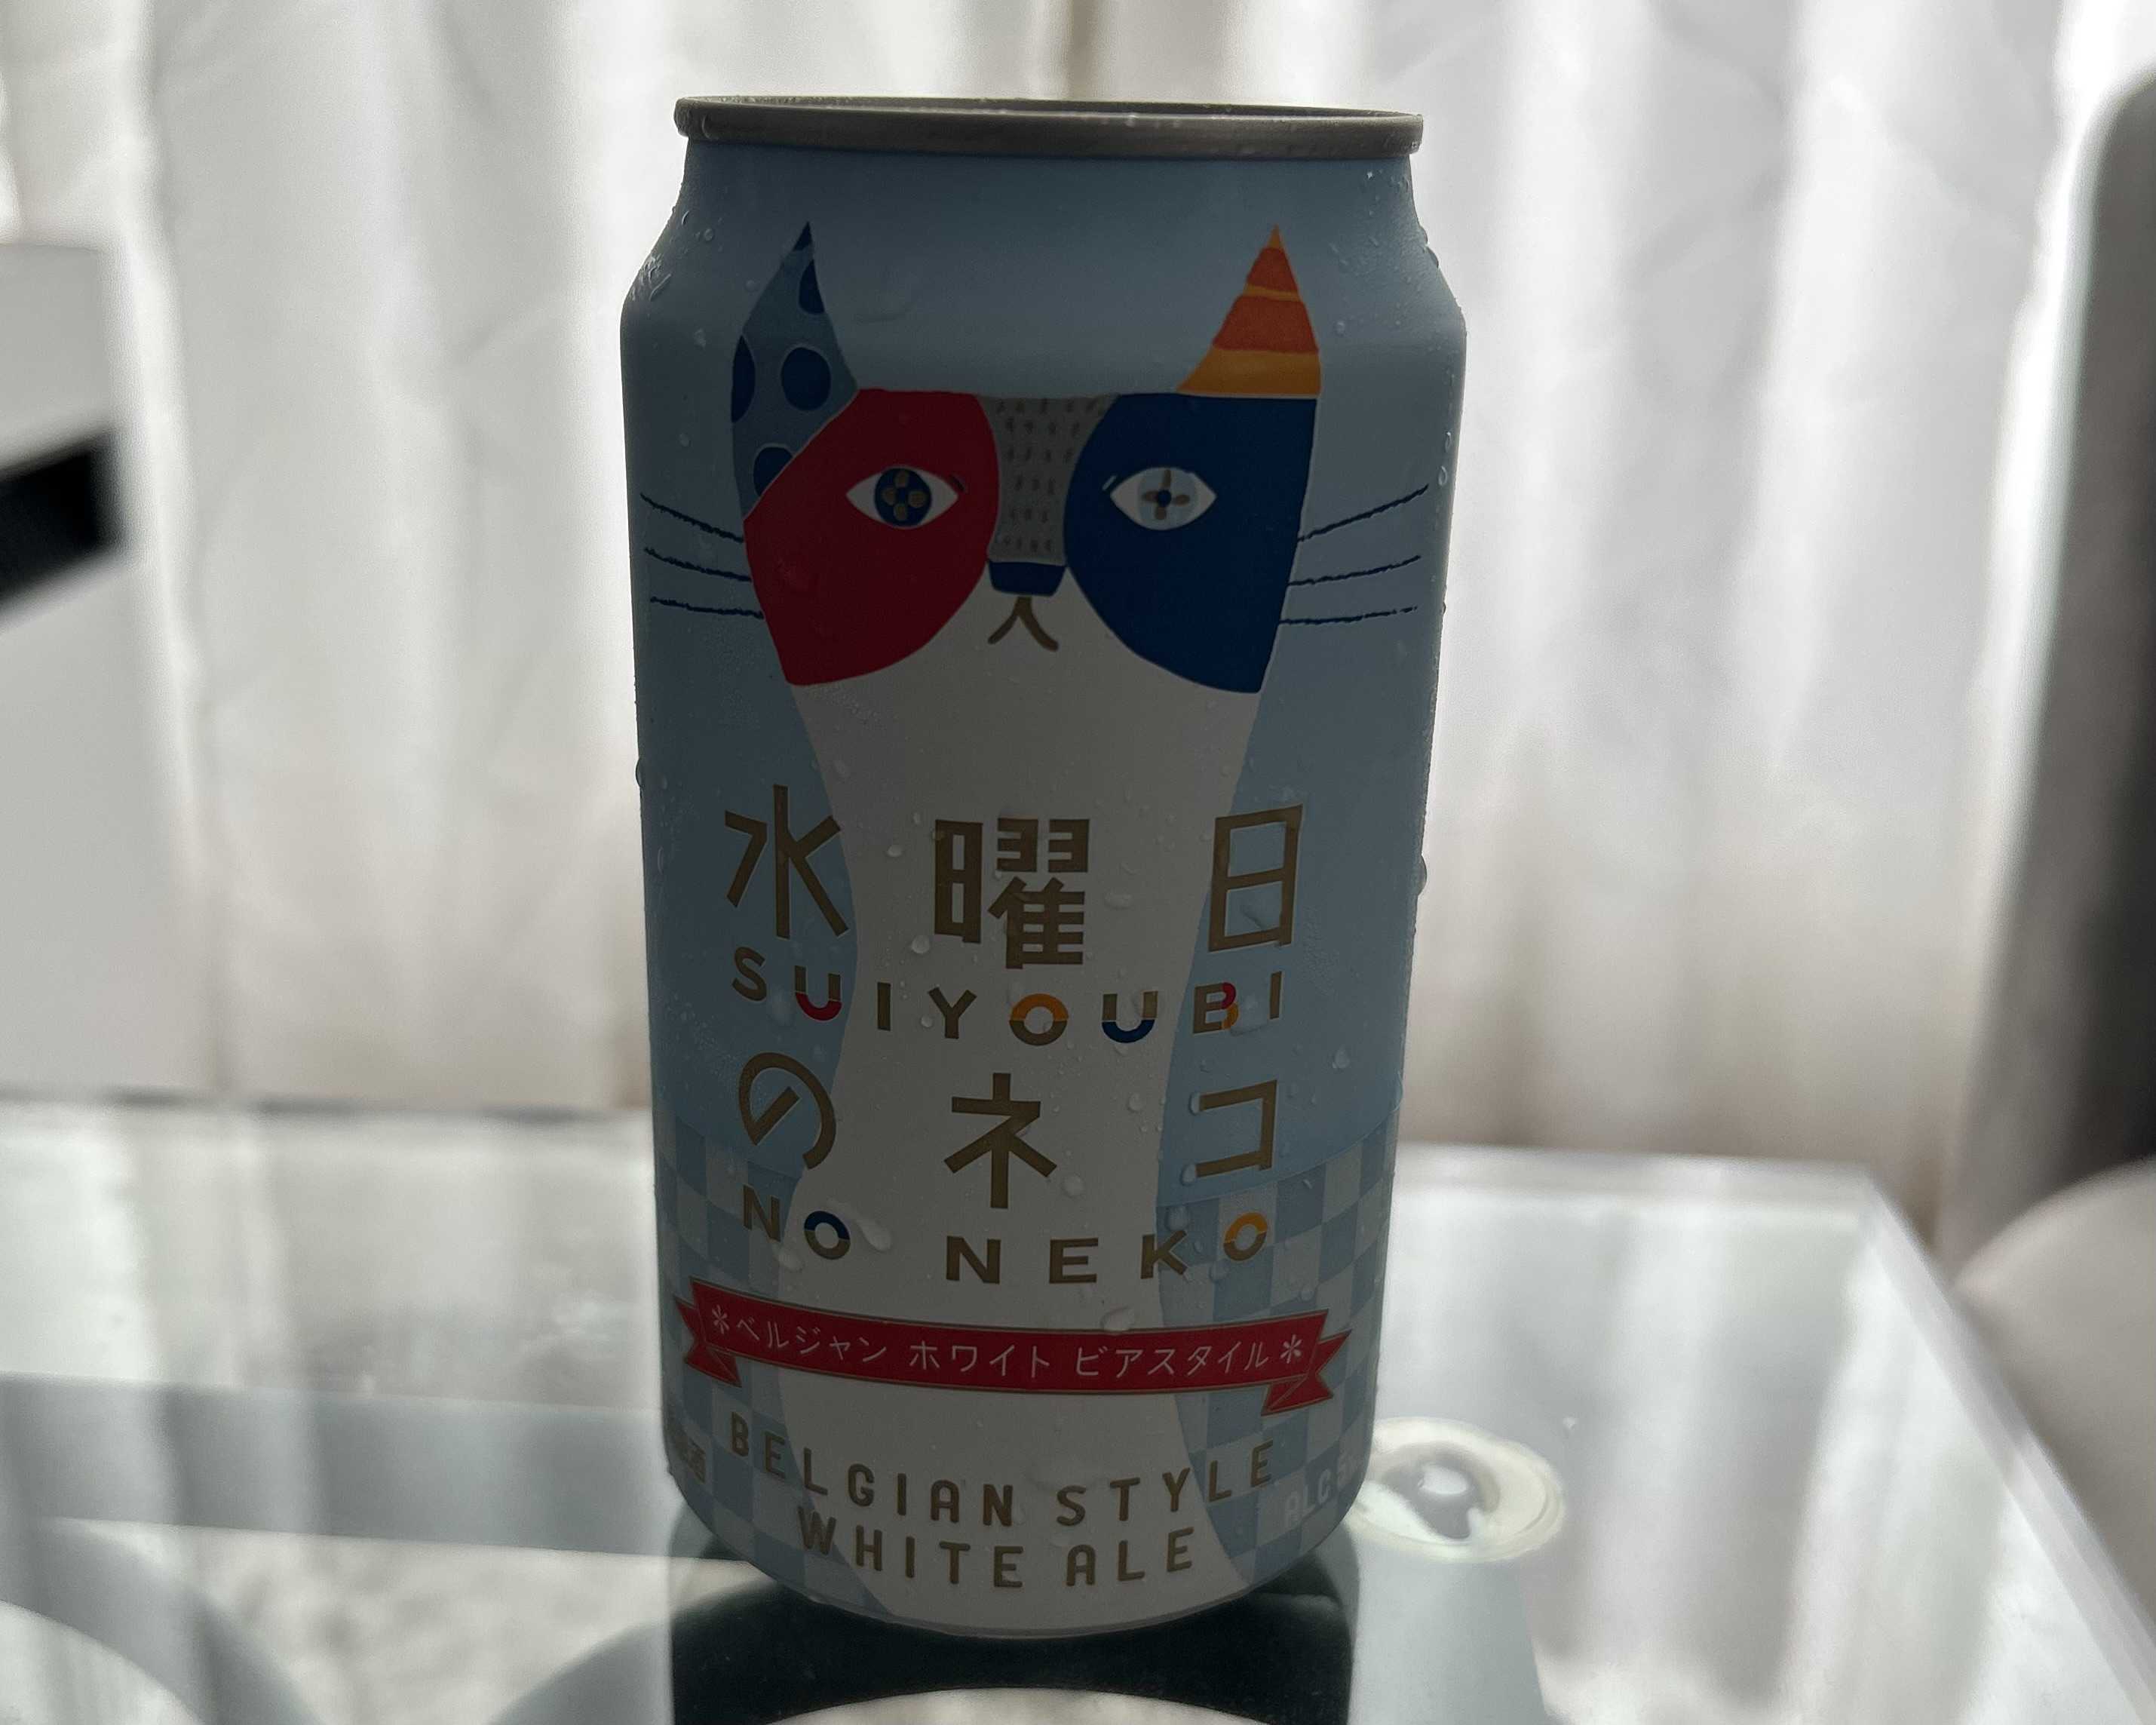 水曜日
SUIYOUBI
のネコ
NO NEKO
*ベルジャン ホワイト ビアスタイル*
BELGIAN STYLE
WHITE ALE
ALC